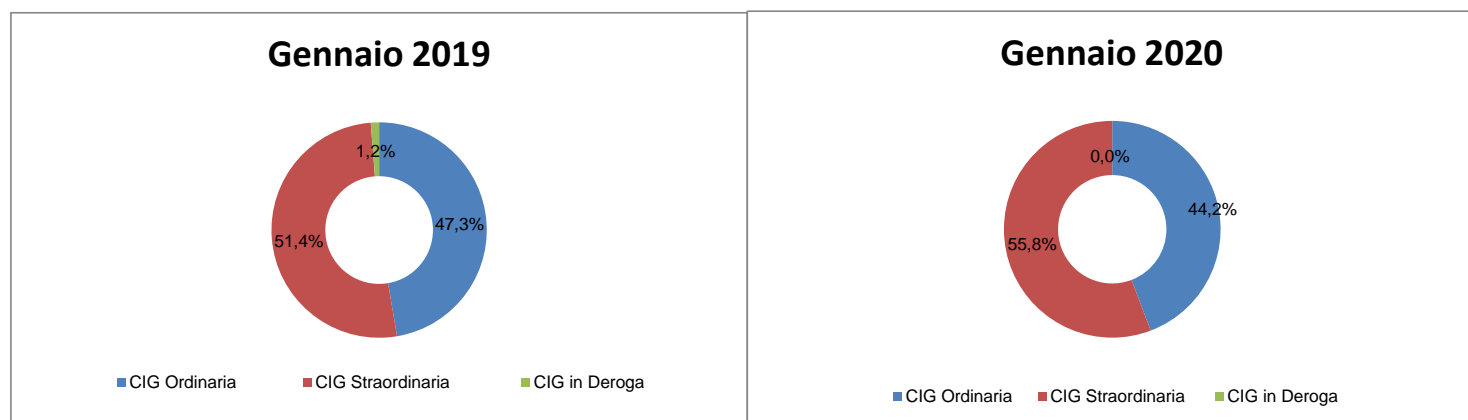 Gennaio 2019
1,2%
47,3%
51,4%
CIG Ordinaria
CIG Straordinaria
CIG in Deroga
Gennaio 2020
0,0%
44,2%
55,8%
CIG Ordinaria
CIG Straordinaria
CIG in Deroga